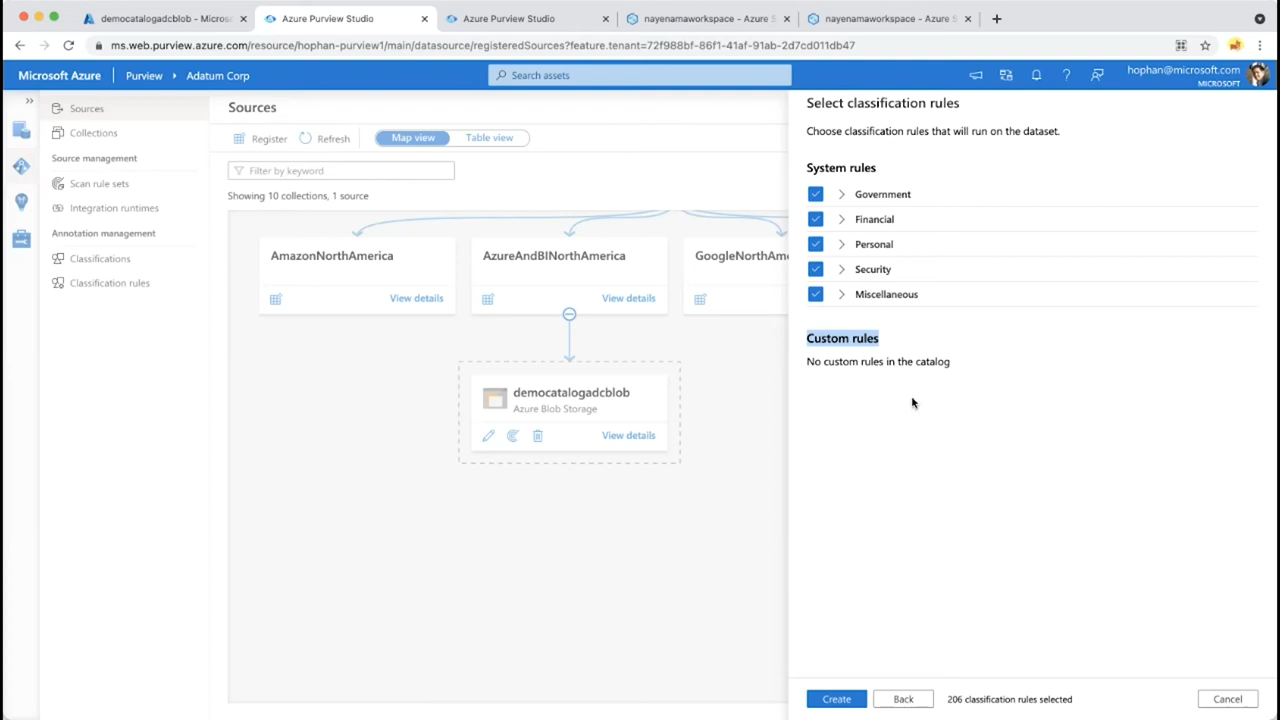 democatalogadcblob - Micros
Azure Purview Studio
Azure Purview Studio
nayenamaworkspace - Azure S
nayenamaworkspace - Azure S
ms.web.purview.azure.com/resource/hophan-purview1/main/datasource/registeredSources?feature.tenant=72f988bf-86f1-41af-91ab-2d7cd011db47
Microsoft Azure
Purview
Adatum Corp
Search assets
hophan@microsoft.com
MICROSOFT
Sources
Collections
Source management
Scan rule sets
Integration runtimes
Annotation management
Classifications
Classification rules
Sources
Register
Refresh
Map view
Table view
Filter by keyword
Showing 10 collections, 1 source
AmazonNorthAmerica
View details
AzureAndBINorthAmerica
View details
GoogleNorthAme
democatalogadcblob
Azure Blob Storage
View details
Select classification rules
Choose classification rules that will run on the dataset.
System rules
Government
Financial
Personal
Security
Miscellaneous
Custom rules
No custom rules in the catalog
Create
Back
206 classification rules selected
Cancel